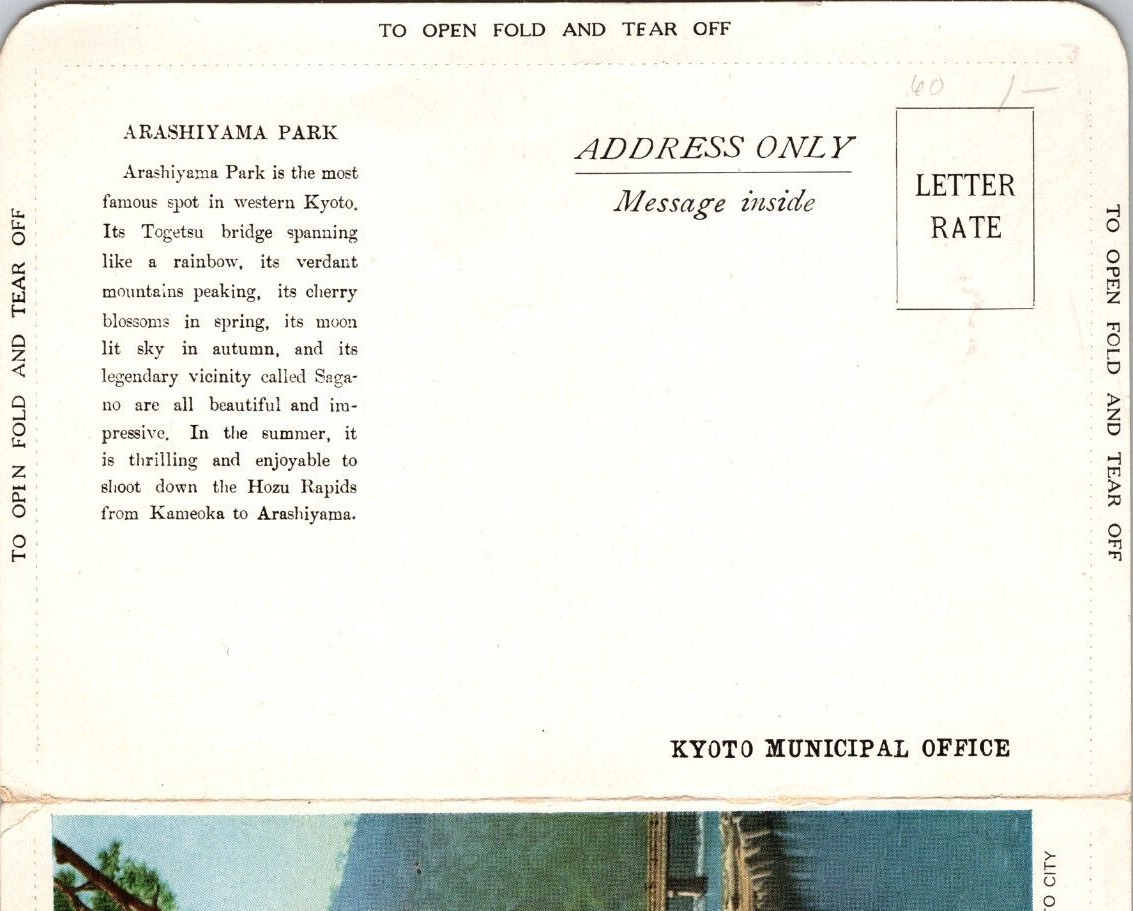 TO OPEN FOLD AND TEAR OFF
60 1—
ARASHIYAMA PARK
Arashiyama Park is the most
famous spot in western Kyoto.
Its Togetsu bridge spanning
like a rainbow, its verdant
mountains peaking, its cherry
blossoms in spring, its moon
lit sky in autumn, and its
legendary vicinity called Saga-
no are all beautiful and im-
pressive. In the summer, it
is thrilling and enjoyable to
shoot down the Hozu Rapids
from Kameoka to Arashiyama.
ADDRESS ONLY
Message inside
LETTER
RATE
TO OPEN FOLD AND TEAR OFF
TO OPEN FOLD AND TEAR OFF
KYOTO MUNICIPAL OFFICE
O CITY